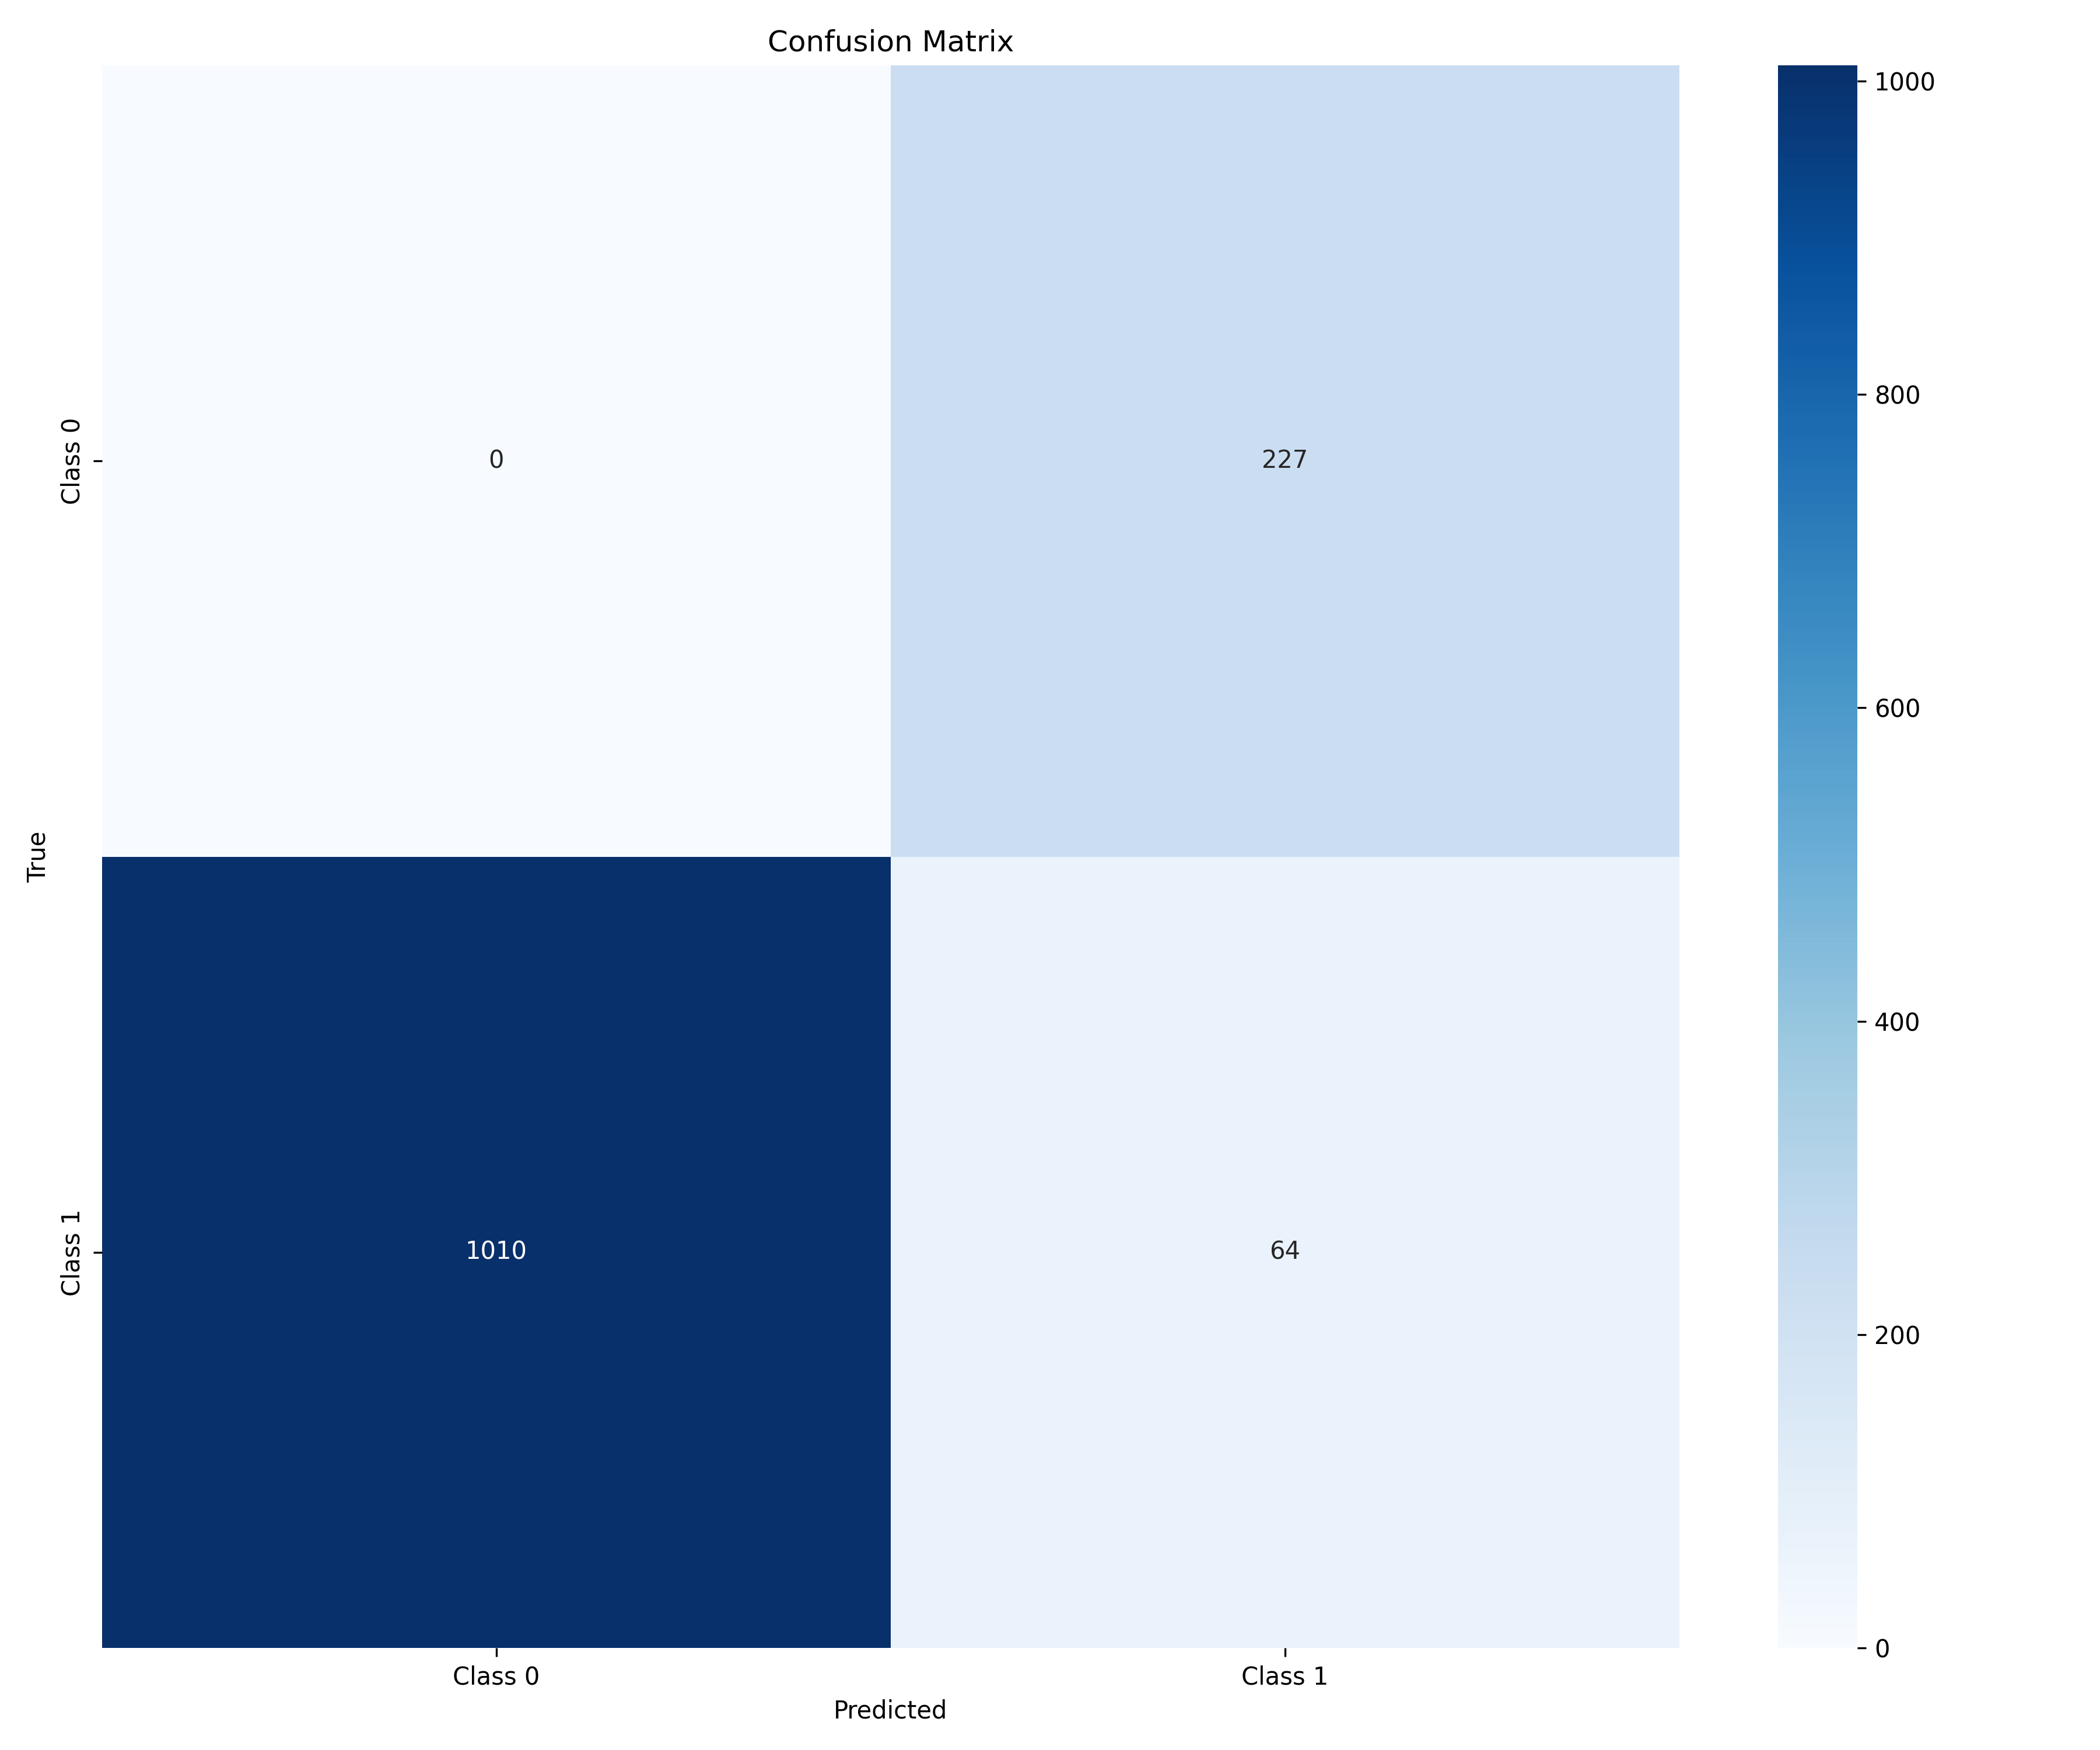 Confusion Matrix
Class 0
0
227
True
Class 1
1010
64
Class 0
Class 1
Predicted
1000
800
600
400
200
0